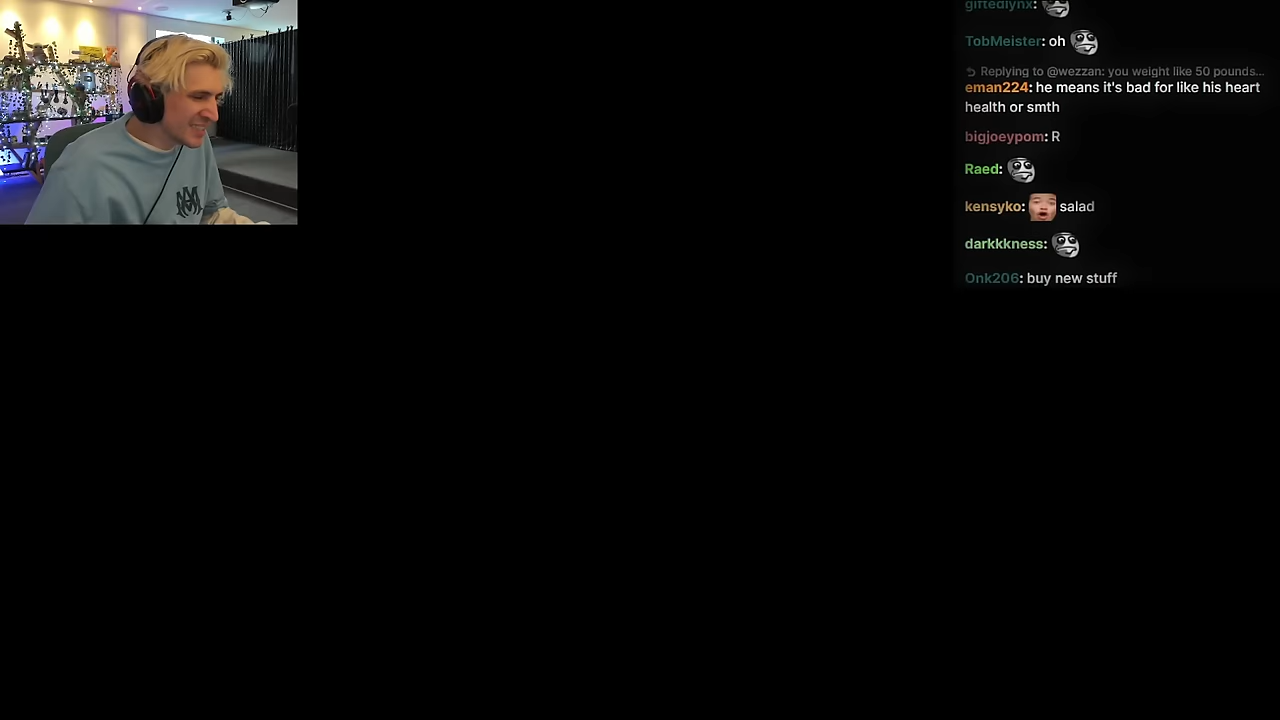 giftedlynx:
TobMeister: oh
Replying to @wezzan: you weight like 50 pounds...
eman224: he means it's bad for like his heart
health or smth
bigjoeypom: R
Raed:
kensyko: salad
darkkkness:
Onk206: buy new stuff